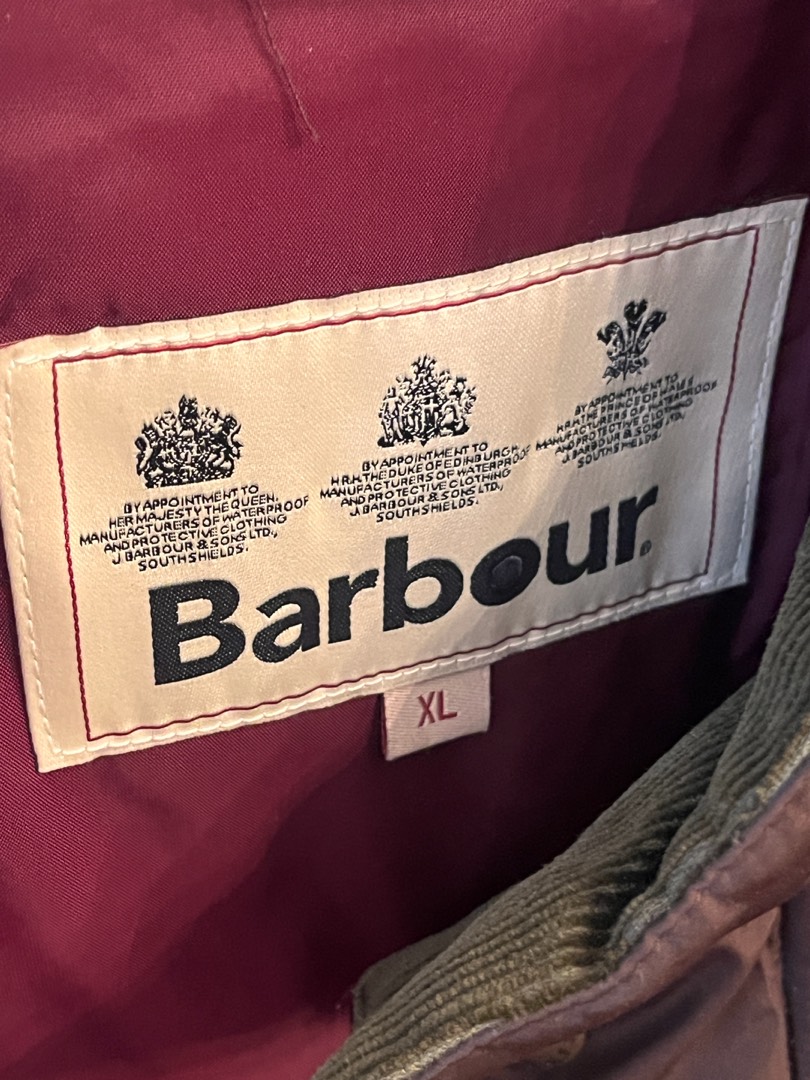 BY APPOINTMENT TO
HER MAJESTY THE QUEEN,
MANUFACTURERS OF WATERPROOF
AND PROTECTIVE CLOTHING
J. BARBOUR & SONS LTD.,
SOUTH SHIELDS.
BY APPOINTMENT TO
H.R.H. THE DUKE OF EDINBURGH,
MANUFACTURERS OF WATERPROOF
AND PROTECTIVE CLOTHING
J. BARBOUR & SONS LTD.,
SOUTH SHIELDS.
BY APPOINTMENT TO
H.R.H. THE PRINCE OF WALES
MANUFACTURERS OF WATERPROOF
AND PROTECTIVE CLOTHING
J. BARBOUR & SONS LTD.
SOUTH SHIELDS.
Barbour®
XL